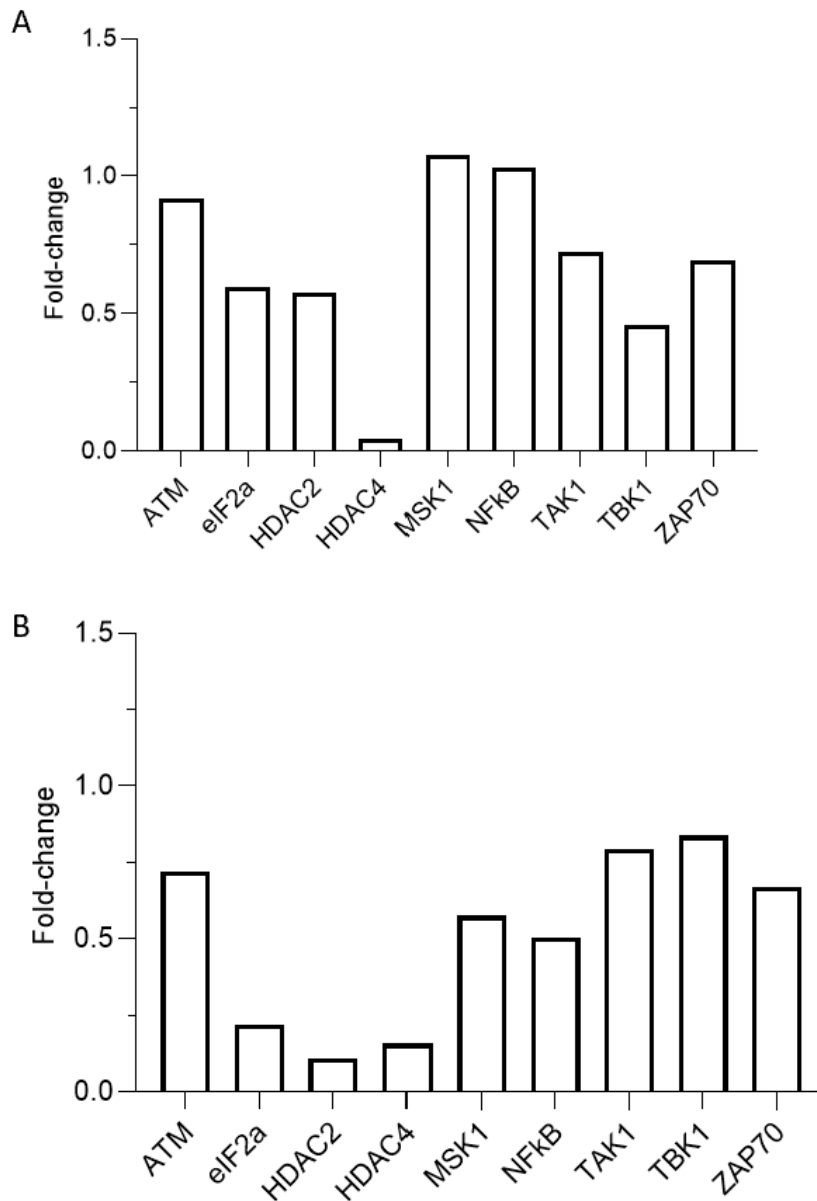 A
1.5
1.0
0.5
0.0
Fold-change
ATM
eIF2a
HDAC2
HDAC4
MSK1
NFkB
TAK1
TBK1
ZAP70
B
1.5
1.0
0.5
0.0
Fold-change
ATM
eIF2a
HDAC2
HDAC4
MSK1
NFkB
TAK1
TBK1
ZAP70